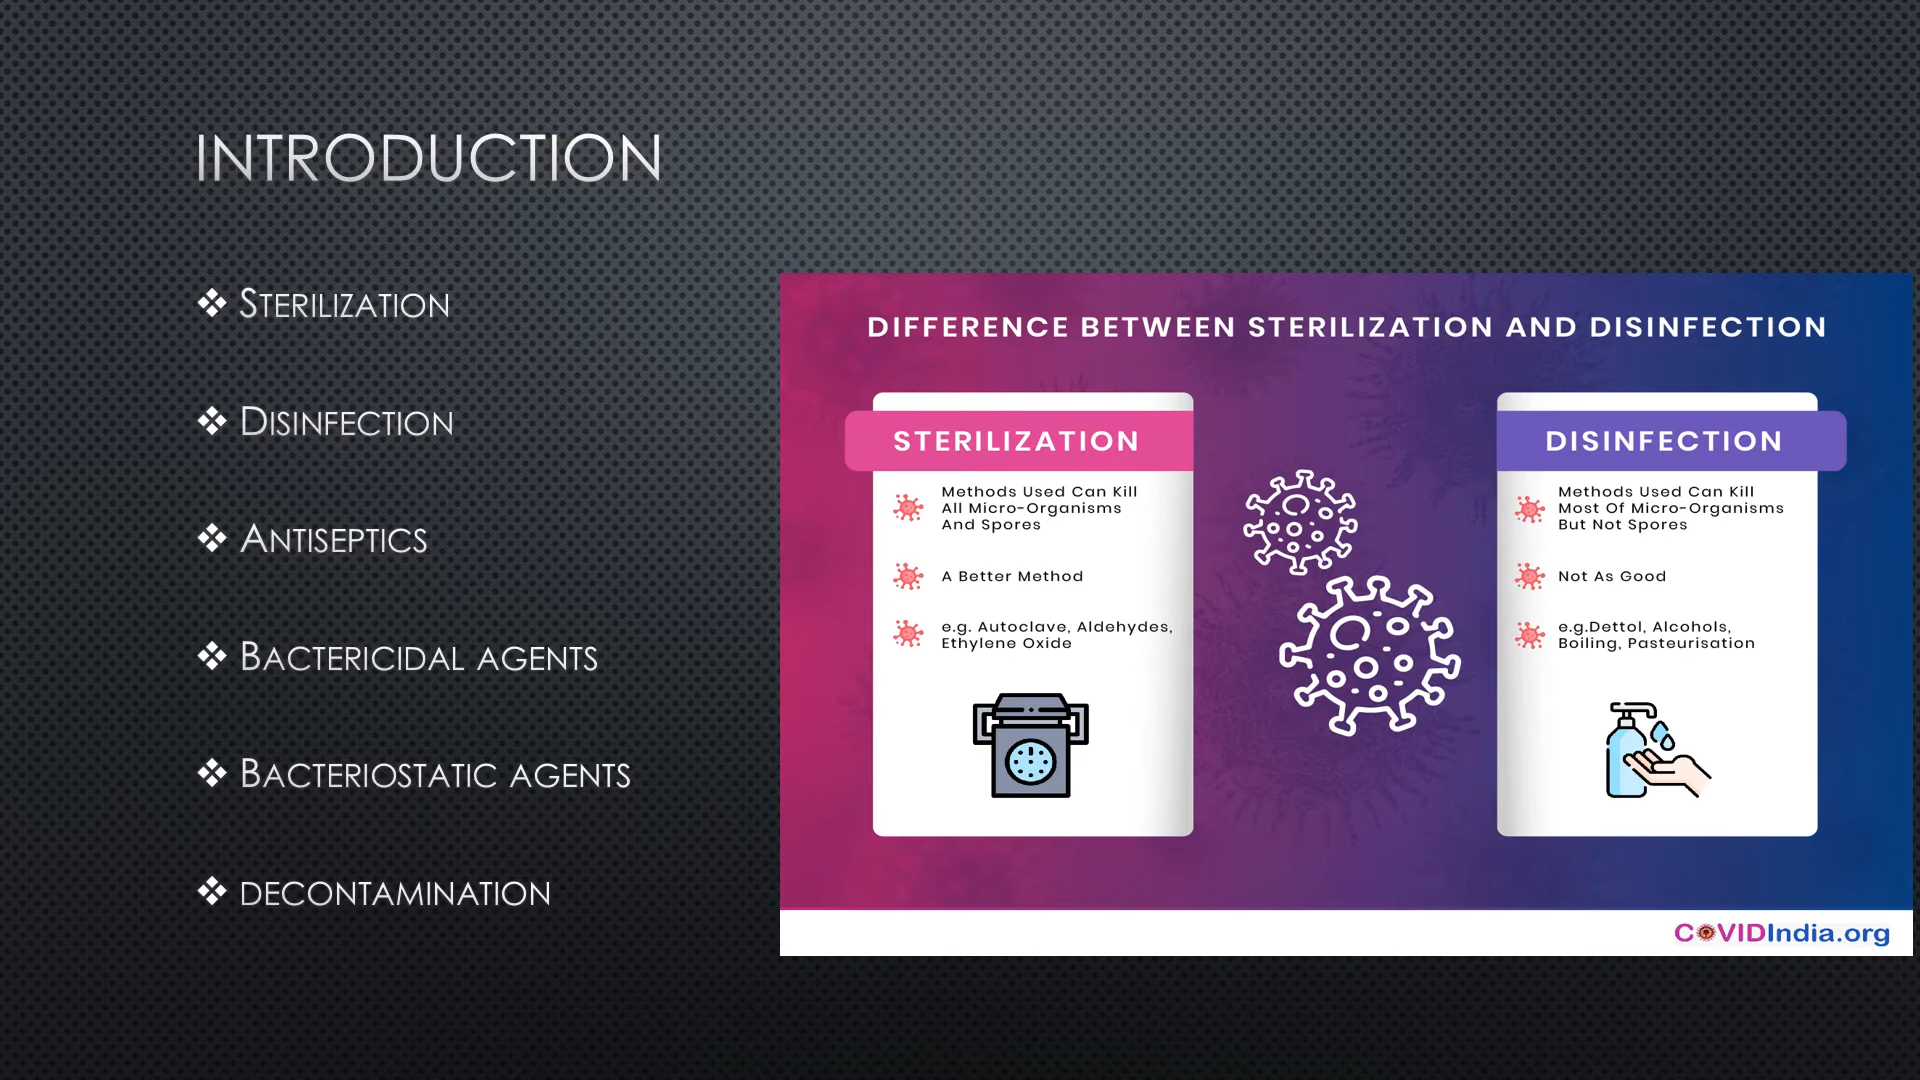 INTRODUCTION
STERILIZATION
DISINFECTION
ANTISEPTICS
BACTERICIDAL AGENTS
BACTERIOSTATIC AGENTS
DECONTAMINATION
DIFFERENCE BETWEEN STERILIZATION AND DISINFECTION
STERILIZATION
Methods Used Can Kill
All Micro-Organisms
And Spores
A Better Method
e.g. Autoclave, Aldehydes,
Ethylene Oxide
DISINFECTION
Methods Used Can Kill
Most Of Micro-Organisms
But Not Spores
Not As Good
e.g.Dettol, Alcohols,
Boiling, Pasteurisation
COVIDIndia.org